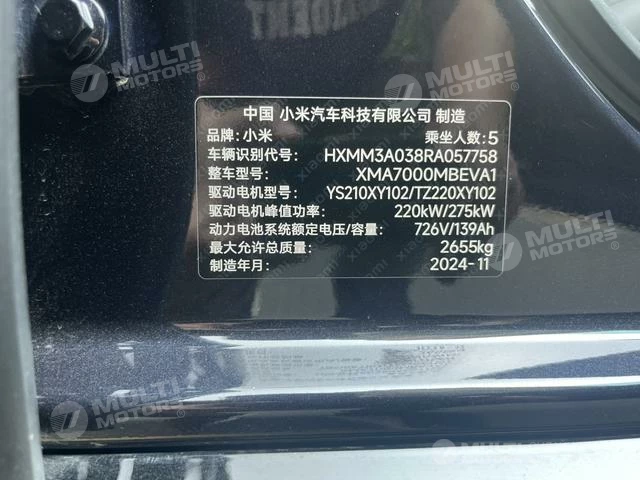 MULTI
MOTORS
MULTI
MOTORS
中国 小米汽车科技有限公司 制造
品牌:小米 乘坐人数:5
车辆识别代号: HXMM3A038RA057758
整车型号: XMA7000MBEVA1
驱动电机型号: YS210XY102/TZ220XY102
驱动电机峰值功率: 220kW/275kW
动力电池系统额定电压/容量: 726V/139Ah
最大允许总质量: 2655kg
制造年月: 2024-11
MULTI
MOTORS
MULTI
MOTORS
MULTI
MOTORS